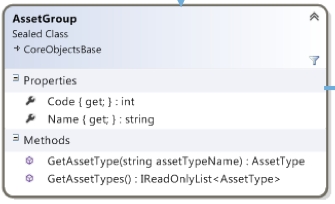 AssetGroup
Sealed Class
→ CoreObjectsBase
Properties
Code { get; } : int
Name { get; } : string
Methods
GetAssetType(string assetTypeName) : AssetType
GetAssetTypes() : IReadOnlyList<AssetType>